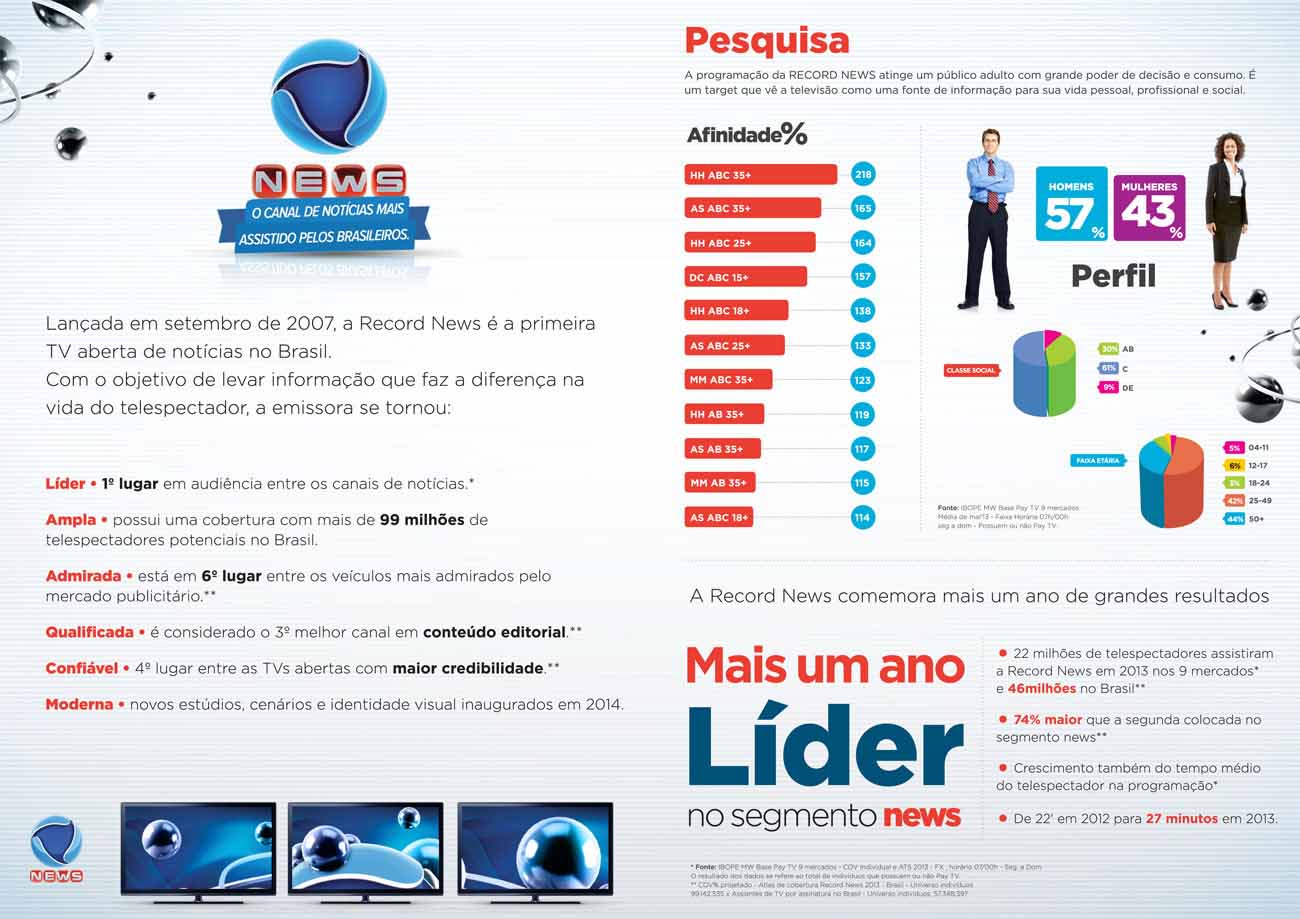 NEWS
O CANAL DE NOTÍCIAS MAIS
ASSISTIDO PELOS BRASILEIROS.
Lançada em setembro de 2007, a Record News é a primeira
TV aberta de notícias no Brasil.
Com o objetivo de levar informação que faz a diferença na
vida do telespectador, a emissora se tornou:
Líder • 1º lugar em audiência entre os canais de notícias.*
Ampla • possui uma cobertura com mais de 99 milhões de
telespectadores potenciais no Brasil.
Admirada • está em 6º lugar entre os veículos mais admirados pelo
mercado publicitário.**
Qualificada • é considerado o 3º melhor canal em conteúdo editorial.**
Confiável • 4º lugar entre as TVs abertas com maior credibilidade.**
Moderna • novos estúdios, cenários e identidade visual inaugurados em 2014.
NEWS
Pesquisa
A programação da RECORD NEWS atinge um público adulto com grande poder de decisão e consumo. É
um target que vê a televisão como uma fonte de informação para sua vida pessoal, profissional e social.
Afinidade%
HH ABC 35+ 218
AS ABC 35+ 165
HH ABC 25+ 164
DC ABC 15+ 157
HH ABC 18+ 138
AS ABC 25+ 133
MM ABC 35+ 123
HH AB 35+ 119
AS AB 35+ 117
MM AB 35+ 115
AS ABC 18+ 114
HOMENS
57%
MULHERES
43%
Perfil
CLASSE SOCIAL
30% AB
61% C
9% DE
FAIXA ETÁRIA
5% 04-11
6% 12-17
3% 18-24
42% 25-49
44% 50+
Fonte: IBOPE MW Base Pay TV 9 mercados
Média de mar'13 - Faixa Horária 07h/00h
seg a dom - Possuem ou não Pay TV.
A Record News comemora mais um ano de grandes resultados
Mais um ano
Líder
no segmento news
• 22 milhões de telespectadores assistiram
a Record News em 2013 nos 9 mercados*
e 46milhões no Brasil**
• 74% maior que a segunda colocada no
segmento news**
• Crescimento também do tempo médio
do telespectador na programação*
• De 22' em 2012 para 27 minutos em 2013.
* Fonte: IBOPE MW Base Pay TV 9 mercados - COV Individual e ATS 2013 - FX . horário 07/00h - Seg. a Dom
O resultado dos dados se refere ao total de indivíduos que possuem ou não Pay TV.
** COV% projetado - Atlas de cobertura Record News 2013 - Brasil - Universo indivíduos
99.142.535 x Assinantes de TV por assinatura no Brasil - Universo indivíduos: 57.348.397